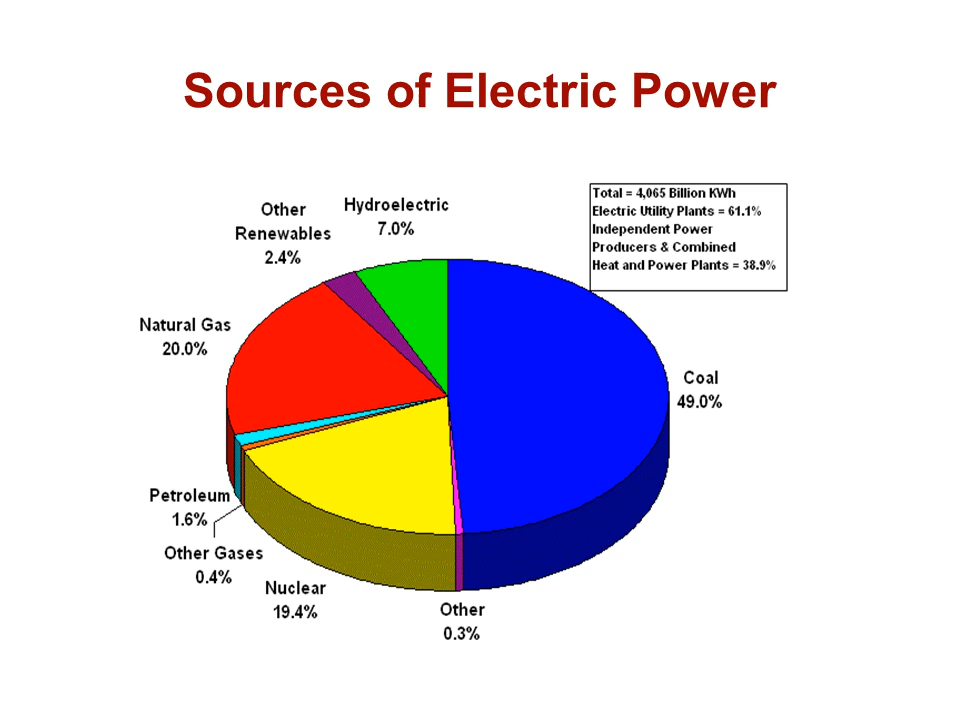 Sources of Electric Power
Total = 4,065 Billion KWh
Electric Utility Plants = 61.1%
Independent Power
Producers & Combined
Heat and Power Plants = 38.9%
Hydroelectric
7.0%
Other
Renewables
2.4%
Natural Gas
20.0%
Coal
49.0%
Petroleum
1.6%
Other Gases
0.4%
Nuclear
19.4%
Other
0.3%